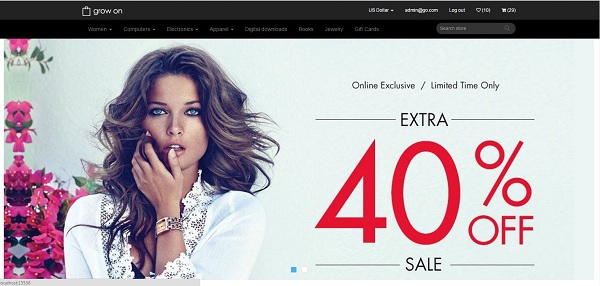 grow on
US Dollar admin@go.com Log out (10) (29)
Women Computers Electronics Apparel Digital downloads Books Jewelry Gift Cards Search store
Online Exclusive / Limited Time Only
EXTRA
40% OFF
SALE
localhost:13536